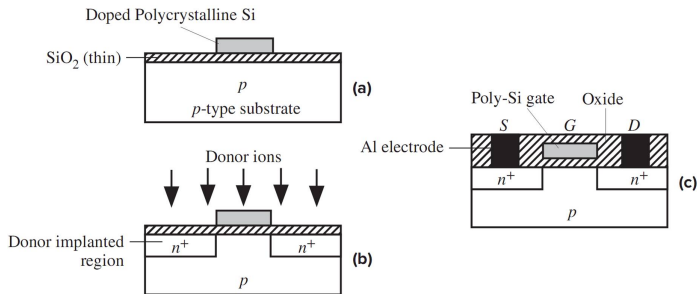 Doped Polycrystalline Si
SiO2 (thin)
p
p-type substrate
(a)
Donor ions
Donor implanted
region
n+
n+
p
(b)
Poly-Si gate
Oxide
S
G
D
Al electrode
n+
n+
p
(c)